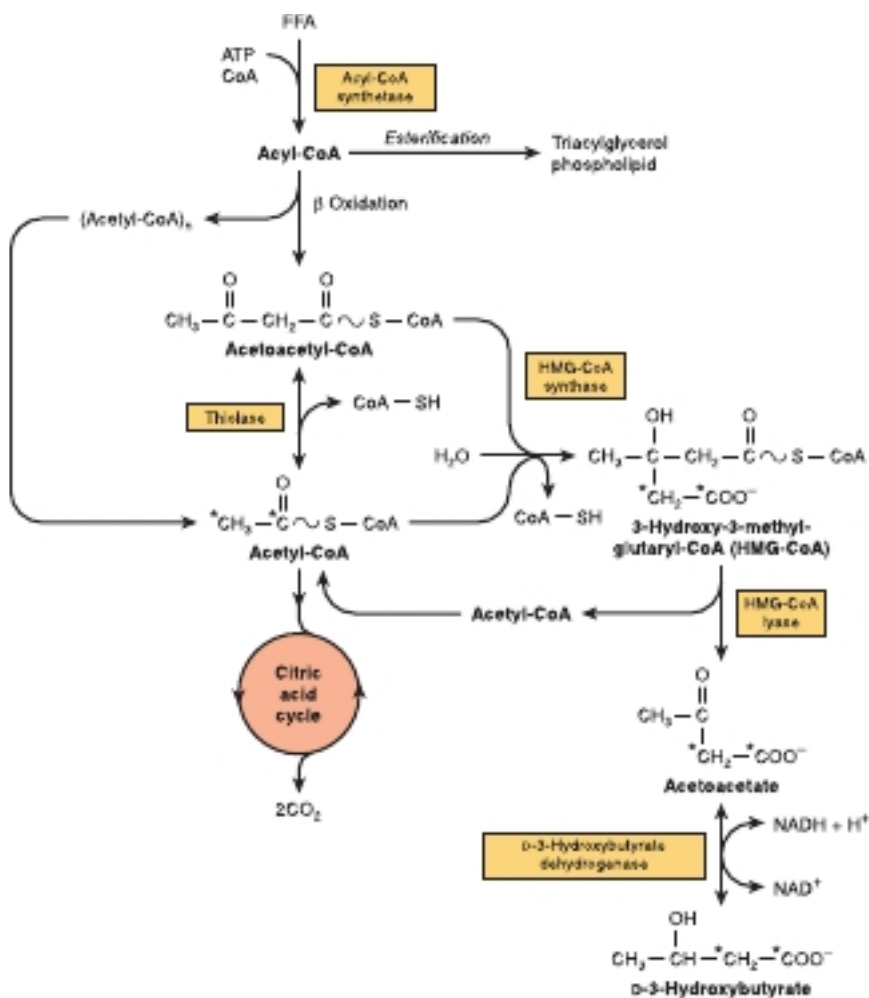 FFA
ATP
CoA
Acyl-CoA
synthetase
Acyl-CoA
Esterification
Triacylglycerol
phospholipid
β Oxidation
(Acetyl-CoA)ₙ
O O
CH₃ — C — CH₂ — C ~ S — CoA
Acetoacetyl-CoA
HMG-CoA
synthase
Thiolase
CoA — SH
OH O
H₂O
CH₃ — C — CH₂ — C ~ S — CoA
*CH₂ — *COO⁻
O
*CH₃ — *C ~ S — CoA
CoA — SH
3-Hydroxy-3-methyl-
glutaryl-CoA (HMG-CoA)
Acetyl-CoA
Acetyl-CoA
HMG-CoA
lyase
Citric
acid
cycle
O
CH₃ — C
*CH₂ — *COO⁻
Acetoacetate
2CO₂
NADH + H⁺
D-3-Hydroxybutyrate
dehydrogenase
NAD⁺
OH
CH₃ — CH — *CH₂ — *COO⁻
D-3-Hydroxybutyrate